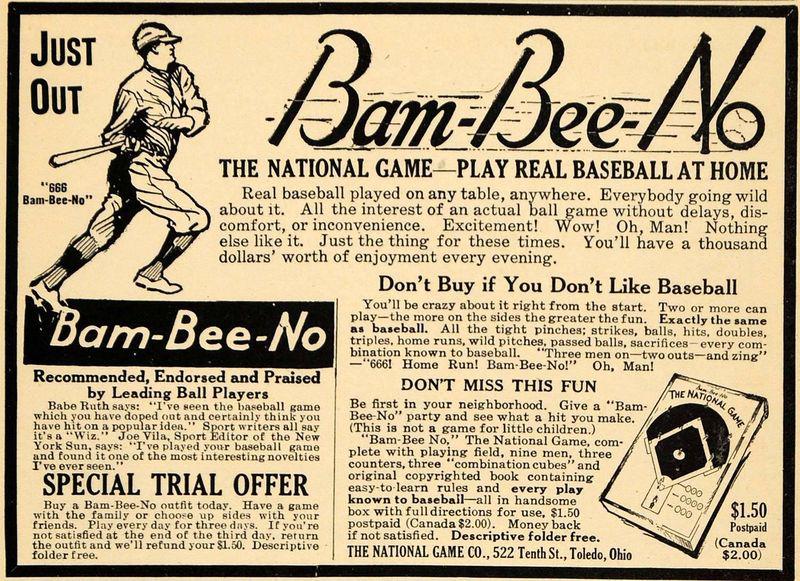 JUST
OUT
"666
Bam-Bee-No"
Bam-Bee-No
THE NATIONAL GAME—PLAY REAL BASEBALL AT HOME
Real baseball played on any table, anywhere. Everybody going wild
about it. All the interest of an actual ball game without delays, dis-
comfort, or inconvenience. Excitement! Wow! Oh, Man! Nothing
else like it. Just the thing for these times. You'll have a thousand
dollars' worth of enjoyment every evening.
Bam-Bee-No
Recommended, Endorsed and Praised
by Leading Ball Players
Babe Ruth says: "I've seen the baseball game
which you have doped out and certainly think you
have hit on a popular idea." Sport writers all say
it's a "Wiz." Joe Vila, Sport Editor of the New
York Sun, says: "I've played your baseball game
and found it one of the most interesting novelties
I've ever seen."
SPECIAL TRIAL OFFER
Buy a Bam-Bee-No outfit today. Have a game
with the family or choose up sides with your
friends. Play every day for three days. If you're
not satisfied at the end of the third day, return
the outfit and we'll refund your $1.50. Descriptive
folder free.
Don't Buy if You Don't Like Baseball
You'll be crazy about it right from the start. Two or more can
play—the more on the sides the greater the fun. Exactly the same
as baseball. All the tight pinches; strikes, balls, hits, doubles,
triples, home runs, wild pitches, passed balls, sacrifices—every com-
bination known to baseball. "Three men on—two outs—and zing"
—"666! Home Run! Bam-Bee-No!" Oh, Man!
DON'T MISS THIS FUN
Be first in your neighborhood. Give a "Bam-
Bee-No" party and see what a hit you make.
(This is not a game for little children.)
"Bam-Bee No," The National Game, com-
plete with playing field, nine men, three
counters, three "combination cubes" and
original copyrighted book containing
easy-to-learn rules and every play
known to baseball—all in handsome
box with full directions for use, $1.50
postpaid (Canada $2.00). Money back
if not satisfied. Descriptive folder free.
THE NATIONAL GAME CO., 522 Tenth St., Toledo, Ohio
Bam-Bee-No
THE NATIONAL GAME
$1.50
Postpaid
(Canada
$2.00)